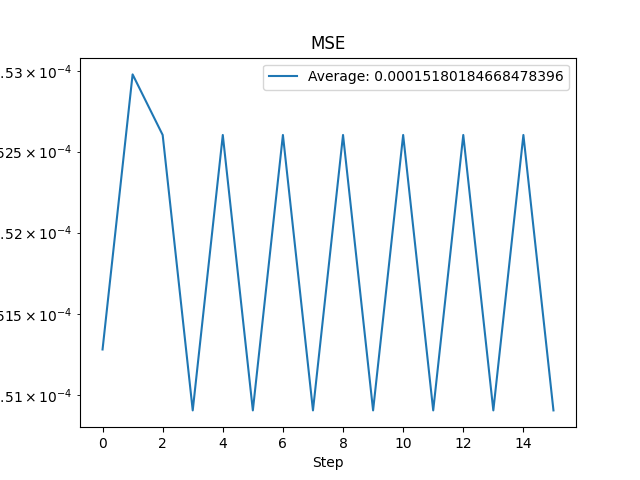 MSE
Average: 0.00015180184668478396
.53 × 10⁻⁴
525 × 10⁻⁴
.52 × 10⁻⁴
515 × 10⁻⁴
.51 × 10⁻⁴
0 2 4 6 8 10 12 14
Step